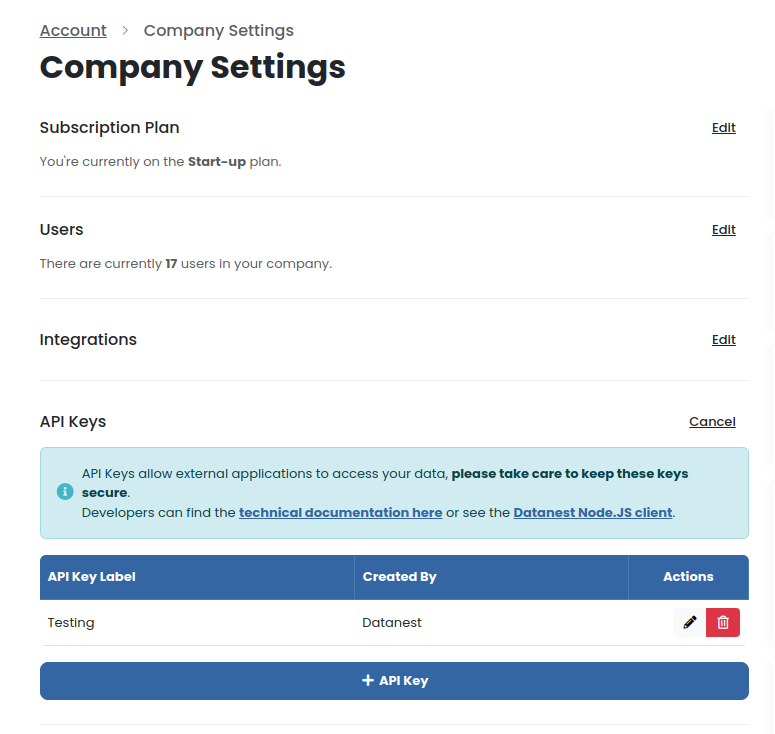 Account > Company Settings
Company Settings
Subscription Plan Edit
You're currently on the Start-up plan.
Users Edit
There are currently 17 users in your company.
Integrations Edit
API Keys Cancel
API Keys allow external applications to access your data, please take care to keep these keys
secure.
Developers can find the technical documentation here or see the Datanest Node.JS client.
API Key Label Created By Actions
Testing Datanest
+ API Key